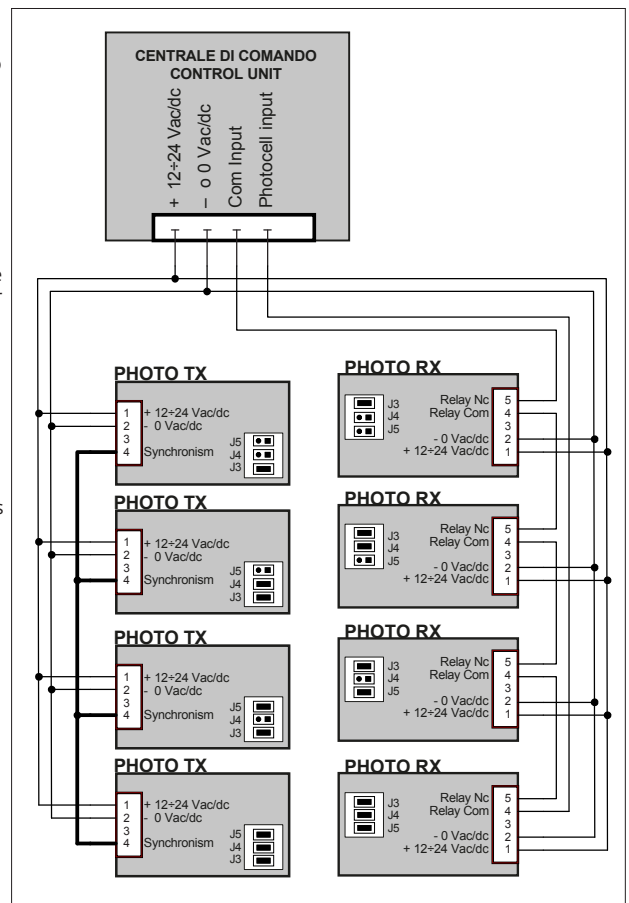 CENTRALE DI COMANDO
CONTROL UNIT
+ 12÷24 Vac/dc
– o 0 Vac/dc
Com Input
Photocell input
PHOTO TX
1 + 12÷24 Vac/dc
2 - 0 Vac/dc
3
4 Synchronism
J5
J4
J3
PHOTO RX
J3
J4
J5
Relay Nc 5
Relay Com 4
3
- 0 Vac/dc 2
+ 12÷24 Vac/dc 1
PHOTO TX
1 + 12÷24 Vac/dc
2 - 0 Vac/dc
3
4 Synchronism
J5
J4
J3
PHOTO RX
J3
J4
J5
Relay Nc 5
Relay Com 4
3
- 0 Vac/dc 2
+ 12÷24 Vac/dc 1
PHOTO TX
1 + 12÷24 Vac/dc
2 - 0 Vac/dc
3
4 Synchronism
J5
J4
J3
PHOTO RX
J3
J4
J5
Relay Nc 5
Relay Com 4
3
- 0 Vac/dc 2
+ 12÷24 Vac/dc 1
PHOTO TX
1 + 12÷24 Vac/dc
2 - 0 Vac/dc
3
4 Synchronism
J5
J4
J3
PHOTO RX
J3
J4
J5
Relay Nc 5
Relay Com 4
3
- 0 Vac/dc 2
+ 12÷24 Vac/dc 1